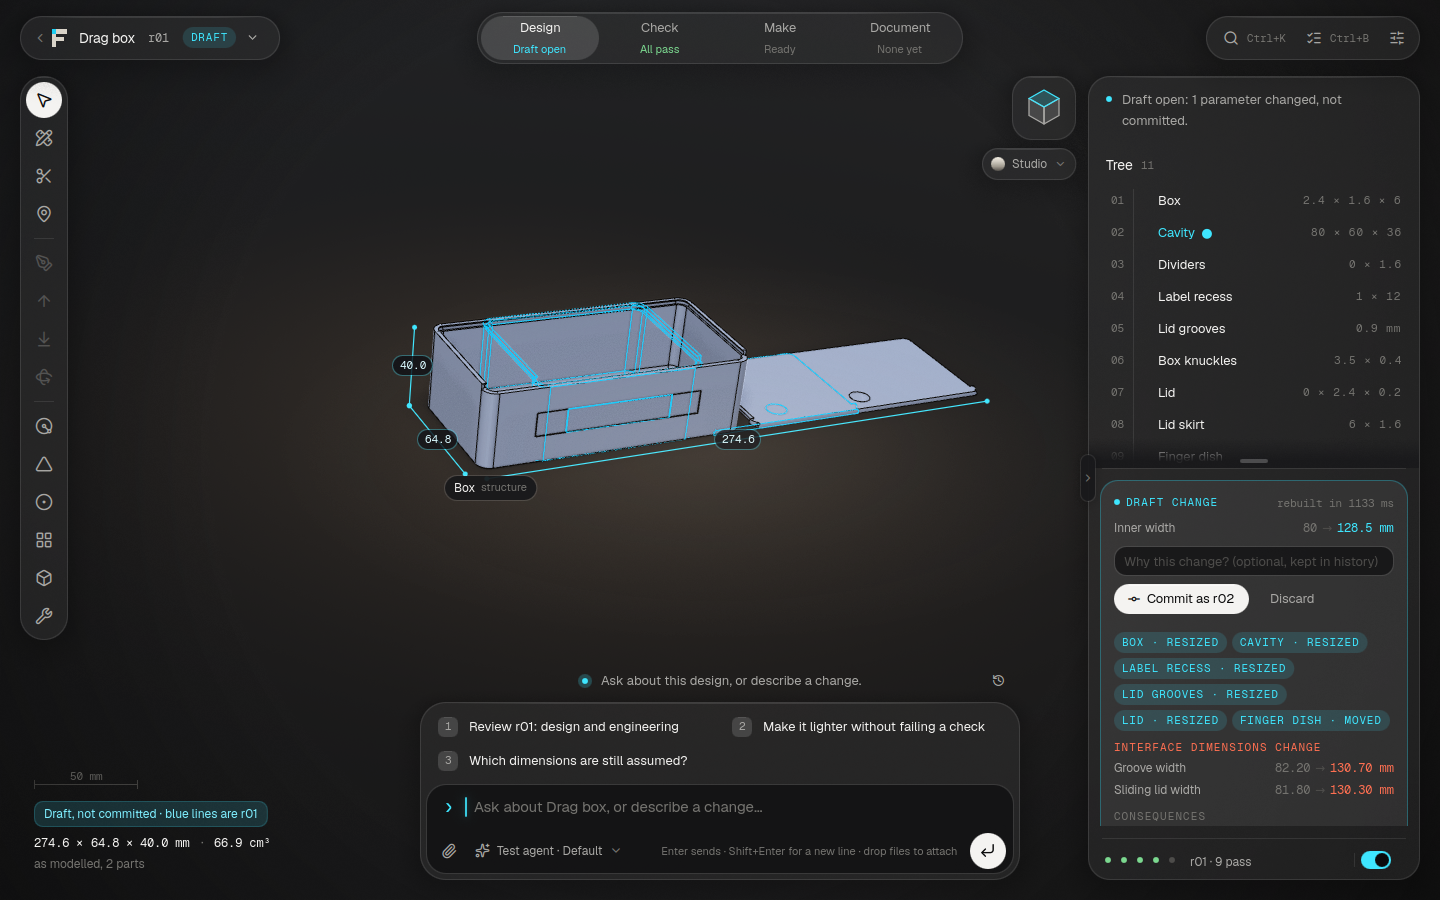 Drag box r01 DRAFT
Design
Draft open
Check
All pass
Make
Ready
Document
None yet
Ctrl+K
Ctrl+B
Studio
Draft open: 1 parameter changed, not
committed.
Tree 11
01 Box 2.4 × 1.6 × 6
02 Cavity 80 × 60 × 36
03 Dividers 0 × 1.6
04 Label recess 1 × 12
05 Lid grooves 0.9 mm
06 Box knuckles 3.5 × 0.4
07 Lid 0 × 2.4 × 0.2
08 Lid skirt 6 × 1.6
09 Finger dish
40.0
64.8
274.6
Box structure
DRAFT CHANGE rebuilt in 1133 ms
Inner width 80 → 128.5 mm
Why this change? (optional, kept in history)
Commit as r02 Discard
BOX · RESIZED CAVITY · RESIZED
LABEL RECESS · RESIZED
LID GROOVES · RESIZED
LID · RESIZED FINGER DISH · MOVED
INTERFACE DIMENSIONS CHANGE
Groove width 82.20 → 130.70 mm
Sliding lid width 81.80 → 130.30 mm
CONSEQUENCES
r01 · 9 pass
Ask about this design, or describe a change.
1 Review r01: design and engineering
2 Make it lighter without failing a check
3 Which dimensions are still assumed?
Ask about Drag box, or describe a change…
Test agent · Default
Enter sends · Shift+Enter for a new line · drop files to attach
50 mm
Draft, not committed · blue lines are r01
274.6 × 64.8 × 40.0 mm · 66.9 cm³
as modelled, 2 parts